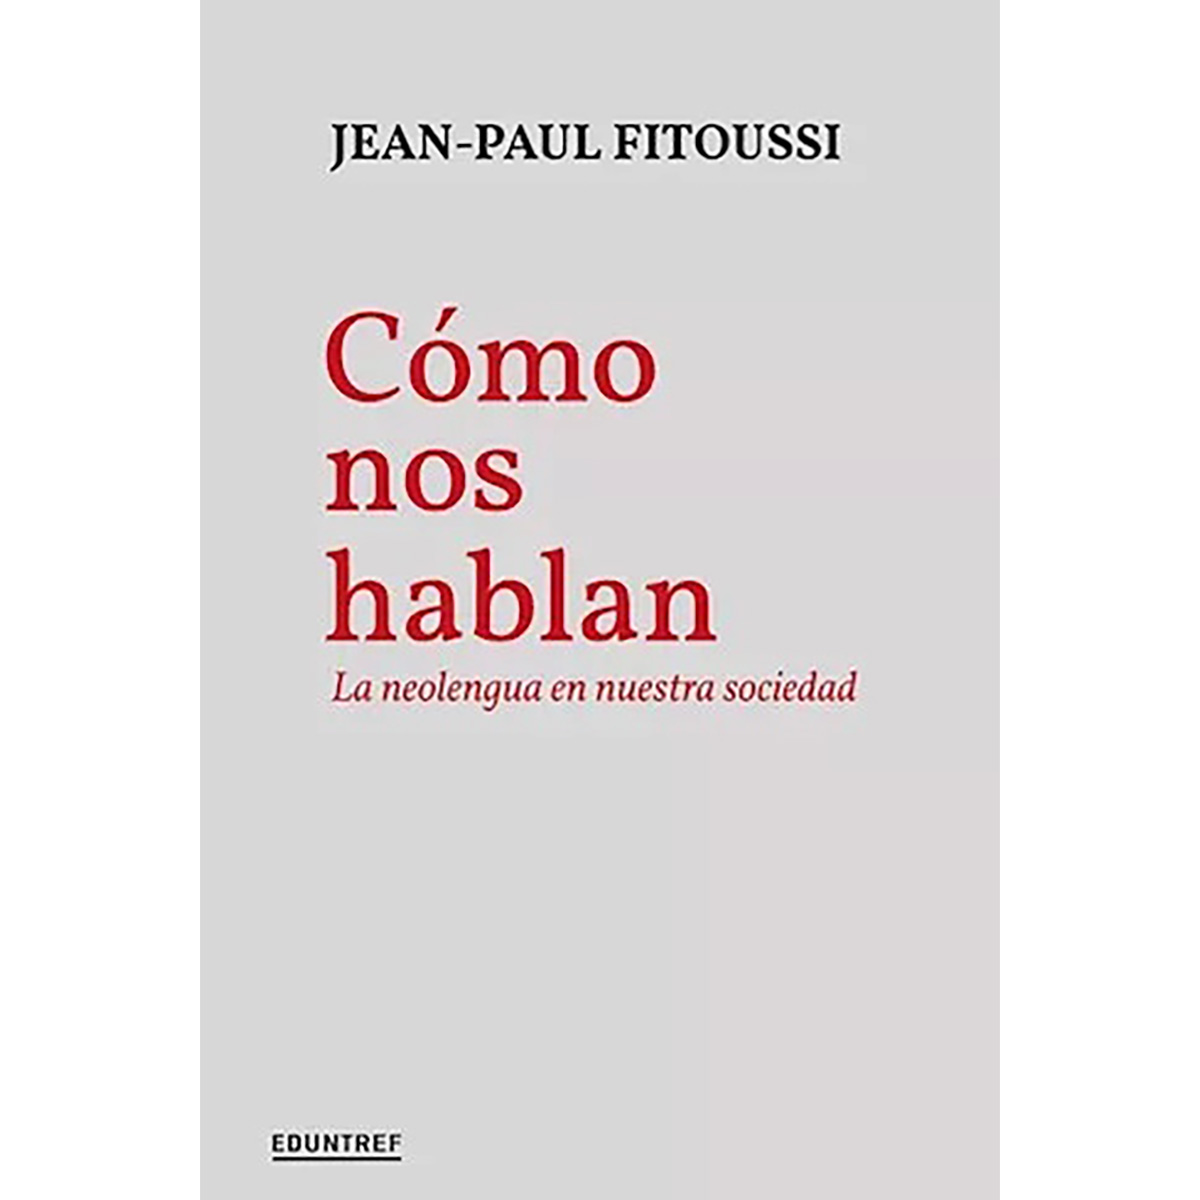 JEAN-PAUL FITOUSSI
Cómo
nos
hablan
La neolengua en nuestra sociedad
EDUNTREF